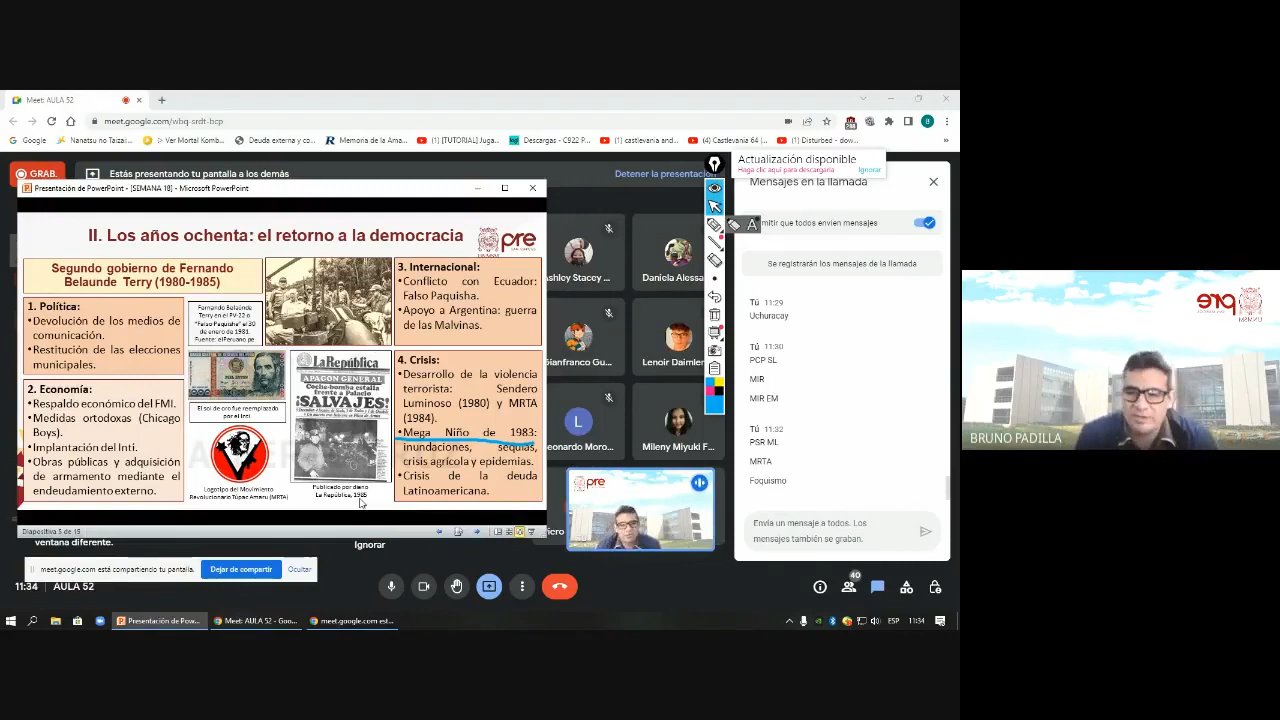 Meet: AULA 52
meet.google.com/wbq-srdt-bcp
Google
Nanatsu no Taizai...
Ver Mortal Komb...
Deuda externa y co...
Memoria de la Ama...
[TUTORIAL] Juga...
Descargas - C922 P...
(1) castlevania and...
(4) Castlevania 64 (...
(1) Disturbed - dow...
GRAB.
Estás presentando tu pantalla a los demás
Detener la presentación
Actualización disponible
Haga clic aquí para descargarla
Ignorar
Presentación de PowerPoint - [SEMANA 18] - Microsoft PowerPoint
II. Los años ochenta: el retorno a la democracia
pre
Segundo gobierno de Fernando
Belaunde Terry (1980-1985)
1. Política:
•Devolución de los medios de
comunicación.
•Restitución de las elecciones
municipales.
2. Economía:
•Respaldo económico del FMI.
•Medidas ortodoxas (Chicago
Boys).
•Implantación del Inti.
•Obras públicas y adquisición
de armamento mediante el
endeudamiento externo.
Fernando Belaúnde
Terry en el PV-22 o
"Falso Paquisha" el 30
de enero de 1981.
Fuente: elPeruano.pe
El sol de oro fue reemplazado
por el Inti.
Logotipo del Movimiento
Revolucionario Túpac Amaru (MRTA)
La República
APAGON GENERAL
Coche-bomba estalla
frente a Palacio
¡SALVAJES!
Publicado por diario
La República, 1985
3. Internacional:
•Conflicto con Ecuador:
Falso Paquisha.
•Apoyo a Argentina: guerra
de las Malvinas.
4. Crisis:
•Desarrollo de la violencia
terrorista: Sendero
Luminoso (1980) y MRTA
(1984).
•Mega Niño de 1983:
inundaciones, sequías,
crisis agrícola y epidemias.
•Crisis de la deuda
Latinoamericana.
Diapositiva 5 de 15
ventana diferente.
Ignorar
meet.google.com está compartiendo tu pantalla.
Dejar de compartir
Ocultar
11:34
AULA 52
Ashley Stacey ...
Daniela Alessa...
Gianfranco Gu...
Lenoir Daimler...
L
Leonardo Moro...
Mileny Miyuki F...
pre
Mensajes en la llamada
mitir que todos envíen mensajes
Se registrarán los mensajes de la llamada
Tú 11:29
Uchuracay
Tú 11:30
PCP SL
MIR
MIR EM
Tú 11:32
PSR ML
MRTA
Foquismo
Envía un mensaje a todos. Los
mensajes también se graban.
40
Presentación de Pow...
Meet: AULA 52 - Goo...
meet.google.com est...
ESP
11:34
pre
BRUNO PADILLA